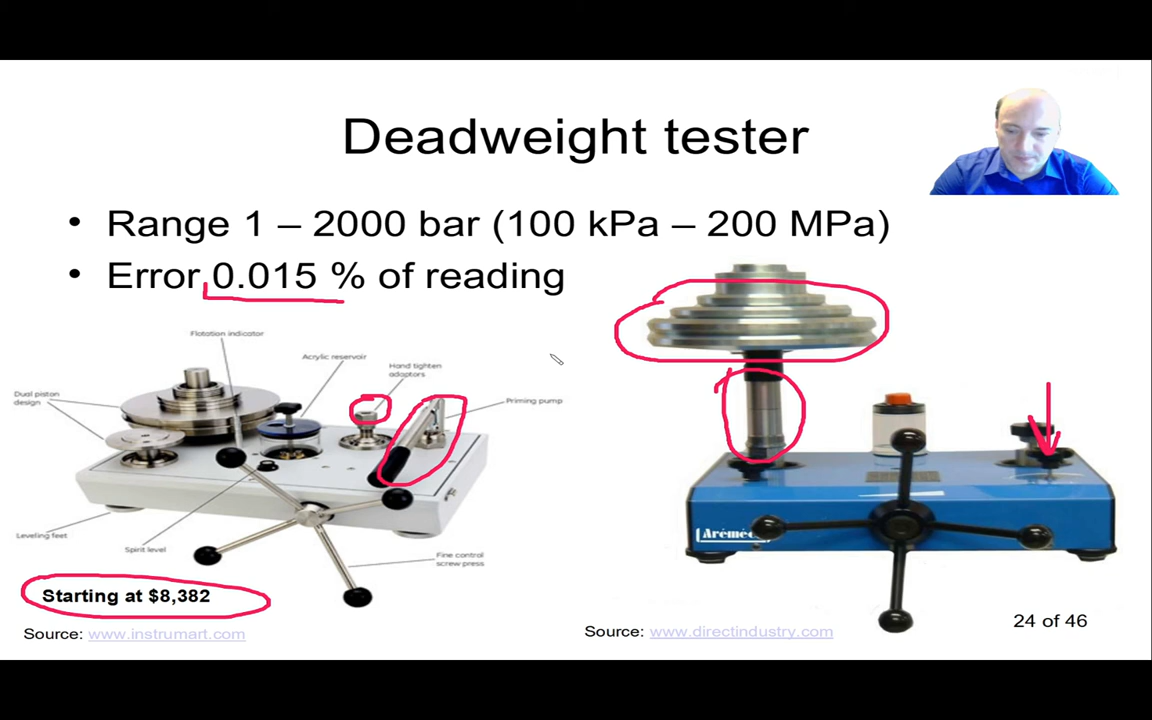 Deadweight tester
• Range 1 – 2000 bar (100 kPa – 200 MPa)
• Error 0.015 % of reading
Flotation indicator
Acrylic reservoir
Hand tighten
adaptors
Dual piston
design
Priming pump
Leveling feet
Spirit level
Fine control
screw press
Starting at $8,382
Source: www.instrumart.com
Source: www.directindustry.com
24 of 46